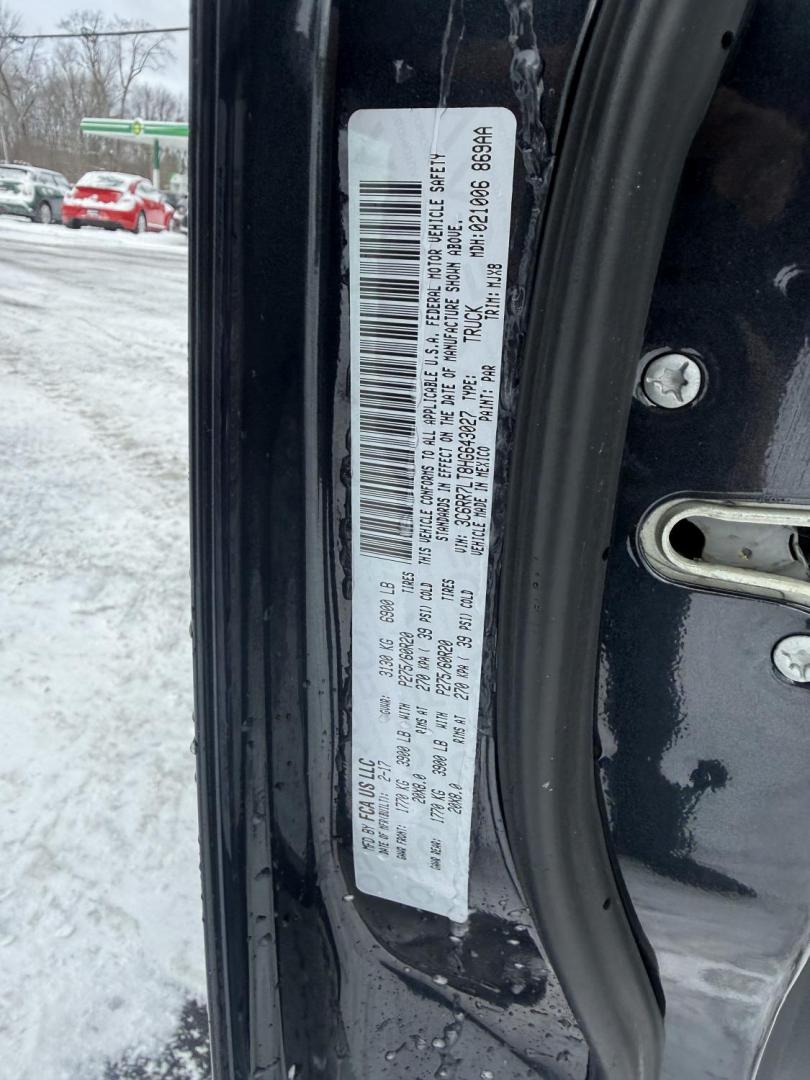 MFD BY FCA US LLC
DATE OF MFR(BUILT): 2-17 GVWR: 3130 KG 6900 LB
GAWR FRONT: 1770 KG 3900 LB WITH P275/60R20 TIRES
20X8.0 RIMS AT 270 KPA ( 39 PSI) COLD
GAWR REAR: 1770 KG 3900 LB WITH P275/60R20 TIRES
20X8.0 RIMS AT 270 KPA ( 39 PSI) COLD
THIS VEHICLE CONFORMS TO ALL APPLICABLE U.S.A. FEDERAL MOTOR VEHICLE SAFETY
STANDARDS IN EFFECT ON THE DATE OF MANUFACTURE SHOWN ABOVE.
VIN: 3C6RR7LT8HG643027 TYPE: TRUCK MDH:021006 869AA
VEHICLE MADE IN MEXICO PAINT: PAR TRIM: MJX8